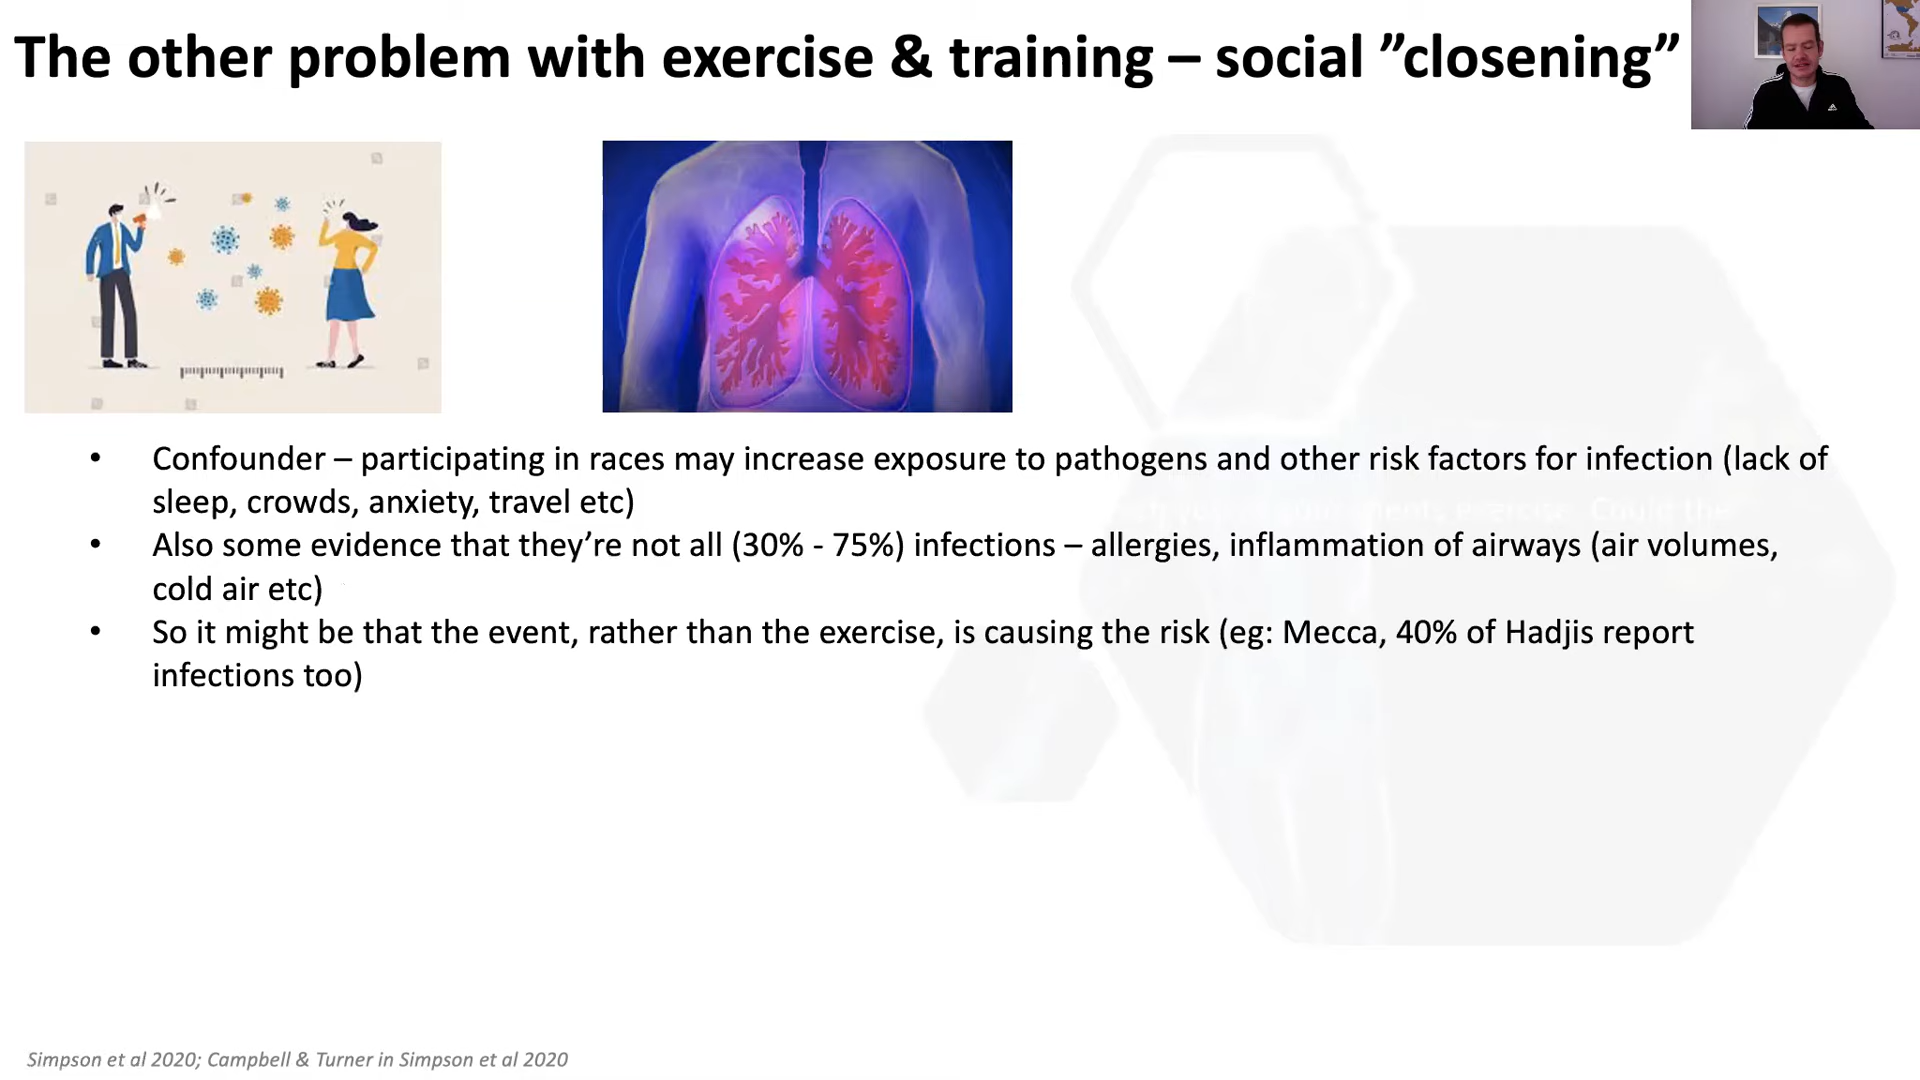 The other problem with exercise & training – social ”closening”
• Confounder – participating in races may increase exposure to pathogens and other risk factors for infection (lack of
sleep, crowds, anxiety, travel etc)
• Also some evidence that they’re not all (30% - 75%) infections – allergies, inflammation of airways (air volumes,
cold air etc)
• So it might be that the event, rather than the exercise, is causing the risk (eg: Mecca, 40% of Hadjis report
infections too)
Simpson et al 2020; Campbell & Turner in Simpson et al 2020